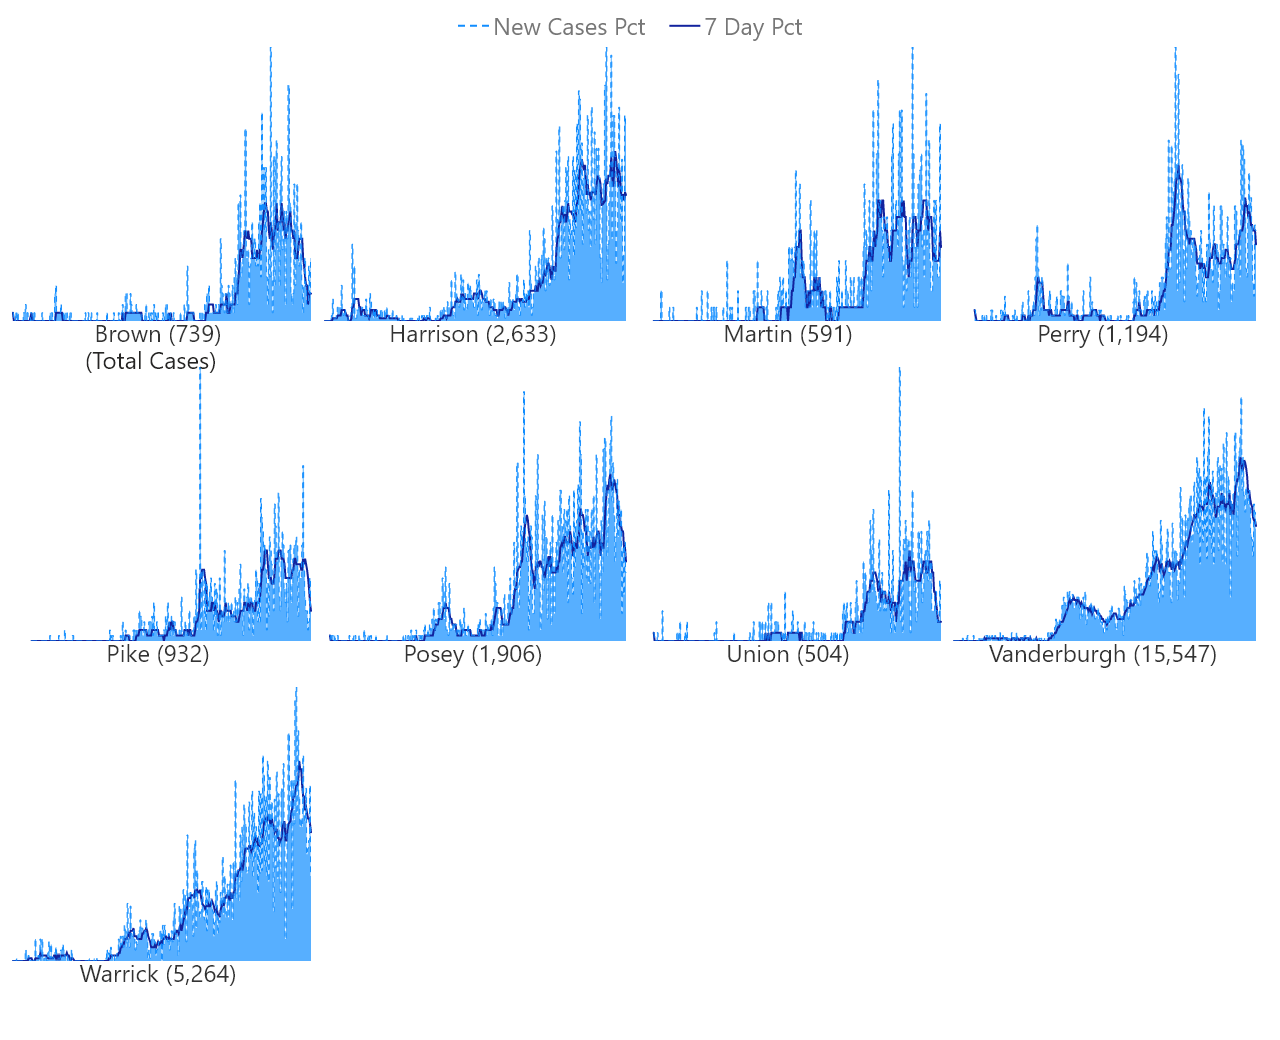 New Cases Pct 7 Day Pct
Brown (739) Harrison (2,633) Martin (591) Perry (1,194)
(Total Cases)
Pike (932) Posey (1,906) Union (504) Vanderburgh (15,547)
Warrick (5,264)